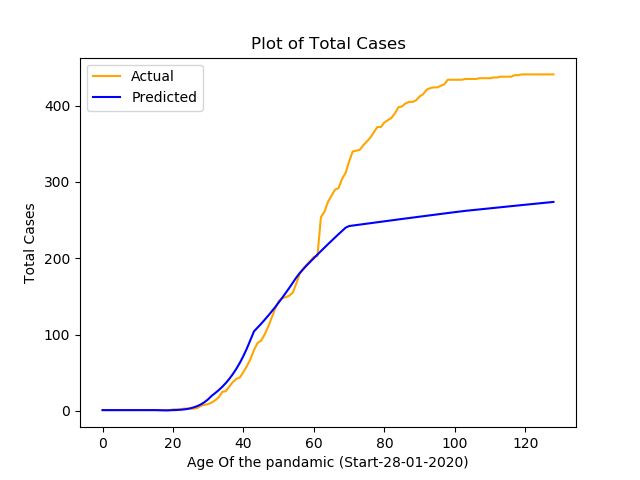 Plot of Total Cases
Actual
Predicted
400
300
200
100
0
Total Cases
0 20 40 60 80 100 120
Age Of the pandamic (Start-28-01-2020)